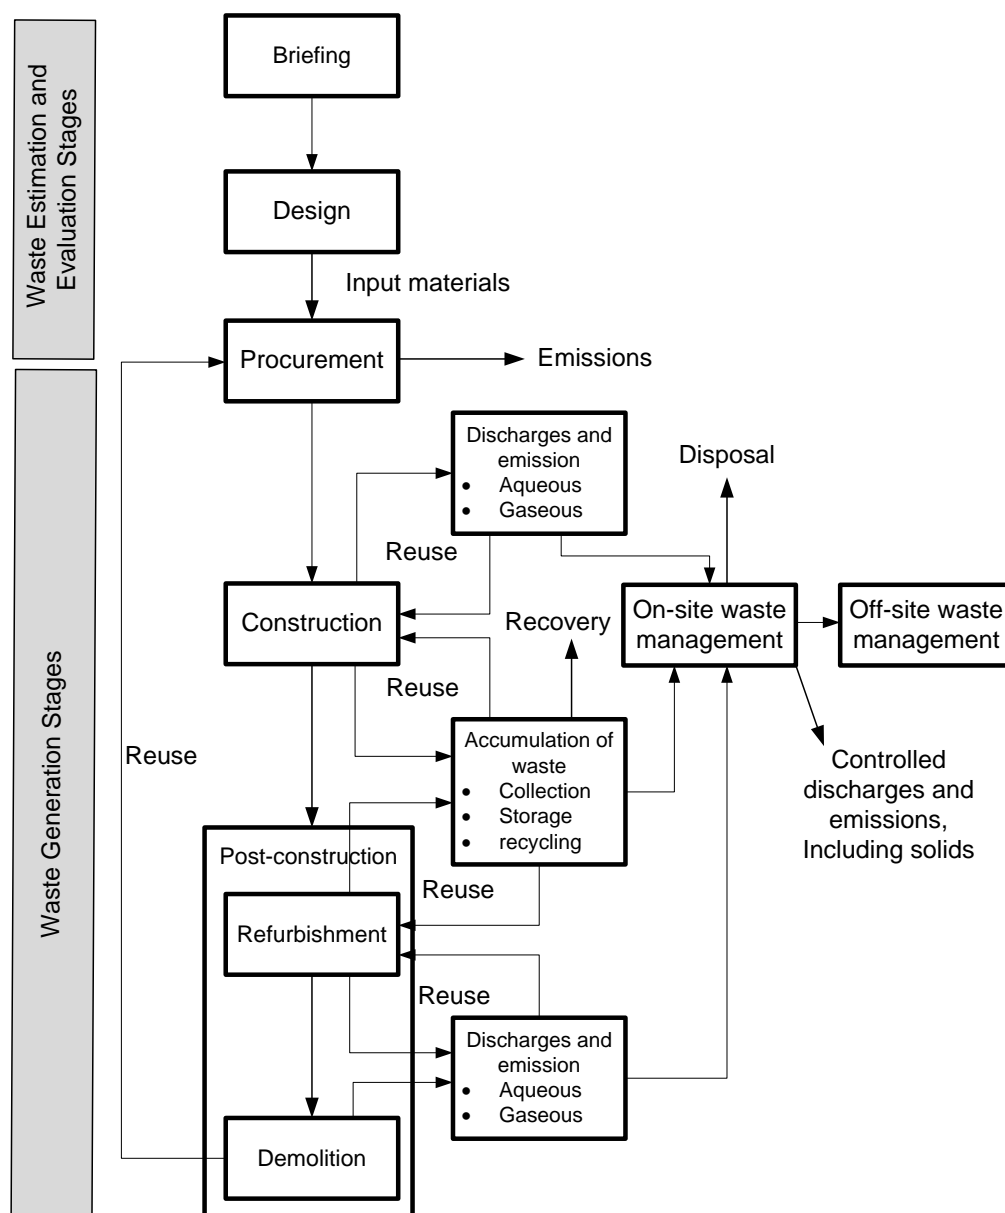 Waste Estimation and
Evaluation Stages
Briefing
Design
Input materials
Procurement
Emissions
Waste Generation Stages
Discharges and
emission
• Aqueous
• Gaseous
Disposal
Reuse
Construction
Recovery
On-site waste
management
Off-site waste
management
Reuse
Reuse
Accumulation of
waste
• Collection
• Storage
• recycling
Controlled
discharges and
emissions,
Including solids
Post-construction
Reuse
Refurbishment
Reuse
Discharges and
emission
• Aqueous
• Gaseous
Demolition